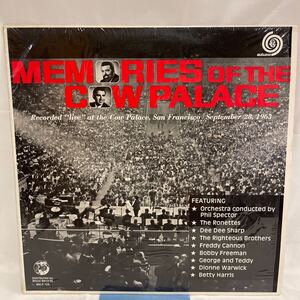 MEMORIES OF THE
COW PALACE
Recorded "live" at the Cow Palace, San Francisco / September 28, 1963
FEATURING
★ Orchestra conducted by
Phil Spector
★ The Ronettes
★ Dee Dee Sharp
★ The Righteous Brothers
★ Freddy Cannon
★ Bobby Freeman
★ George and Teddy
★ Dionne Warwick
★ Betty Harris